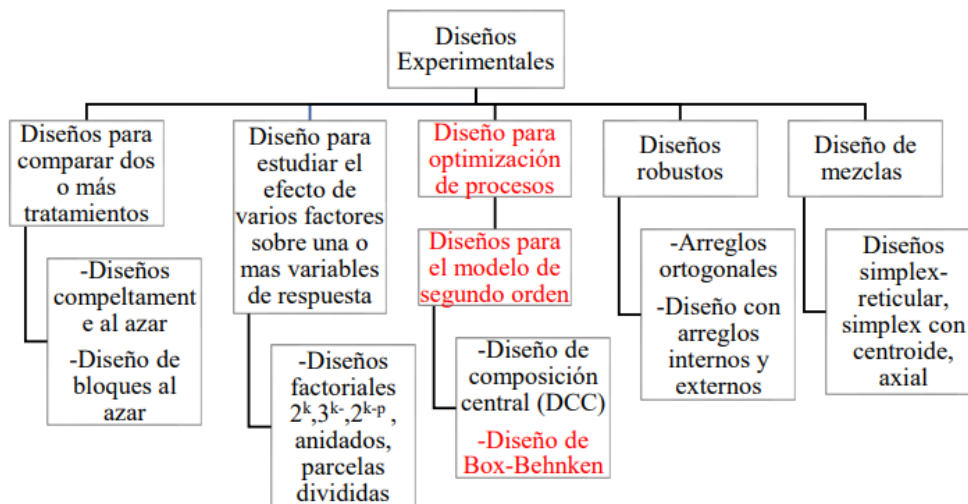 Diseños
Experimentales
Diseños para
comparar dos
o más
tratamientos
-Diseños
compeltament
e al azar
-Diseño de
bloques al
azar
Diseño para
estudiar el
efecto de
varios factores
sobre una o
mas variables
de respuesta
-Diseños
factoriales
2ᵏ,3ᵏ⁻,2ᵏ⁻ᵖ ,
anidados,
parcelas
divididas
Diseño para
optimización
de procesos
Diseños para
el modelo de
segundo orden
-Diseño de
composición
central (DCC)
-Diseño de
Box-Behnken
Diseños
robustos
-Arreglos
ortogonales
-Diseño con
arreglos
internos y
externos
Diseño de
mezclas
Diseños
simplex-
reticular,
simplex con
centroide,
axial